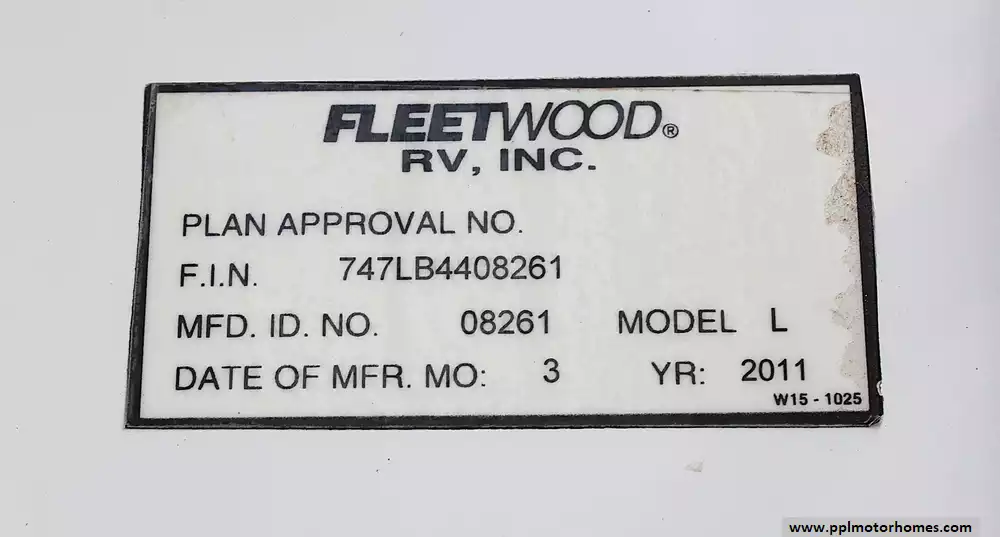 FLEETWOOD®
RV, INC.
PLAN APPROVAL NO.
F.I.N. 747LB4408261
MFD. ID. NO. 08261 MODEL L
DATE OF MFR. MO: 3 YR: 2011
W15 - 1025
www.pplmotorhomes.com